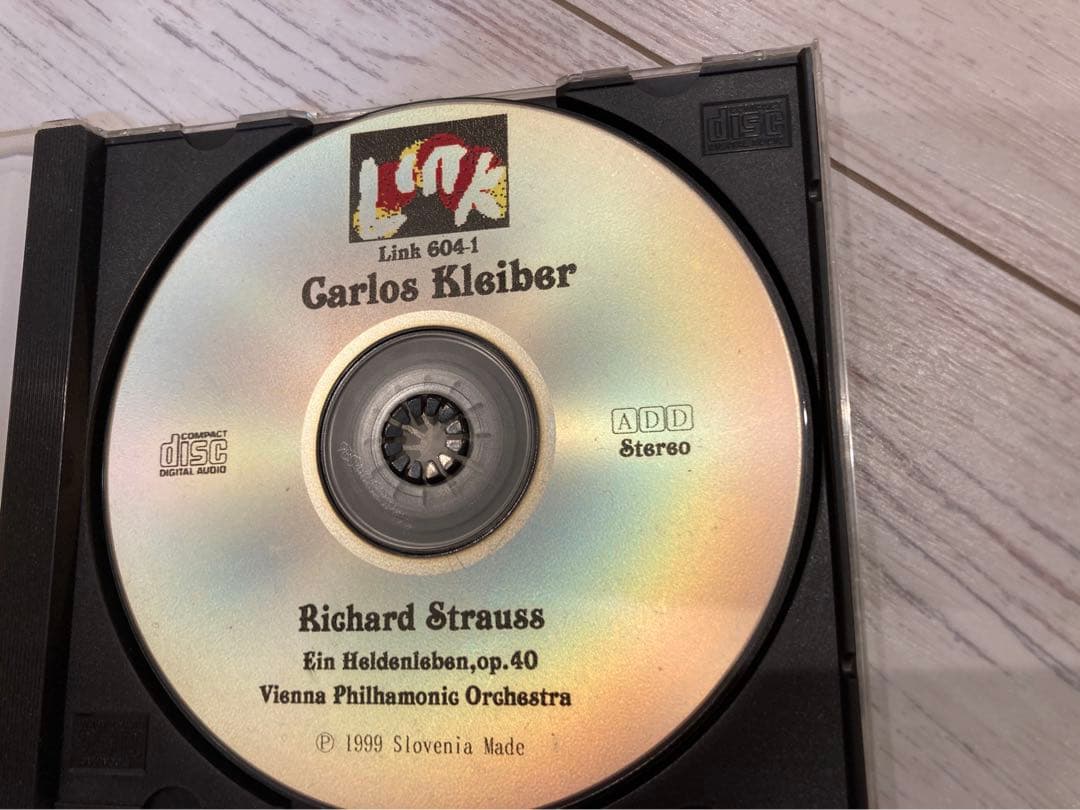 Link
Link 604-1
Carlos Kleiber
COMPACT
disc
DIGITAL AUDIO
ADD
Stereo
Richard Strauss
Ein Heldenleben,op.40
Vienna Philhamonic Orchestra
Ⓟ 1999 Slovenia Made
disc